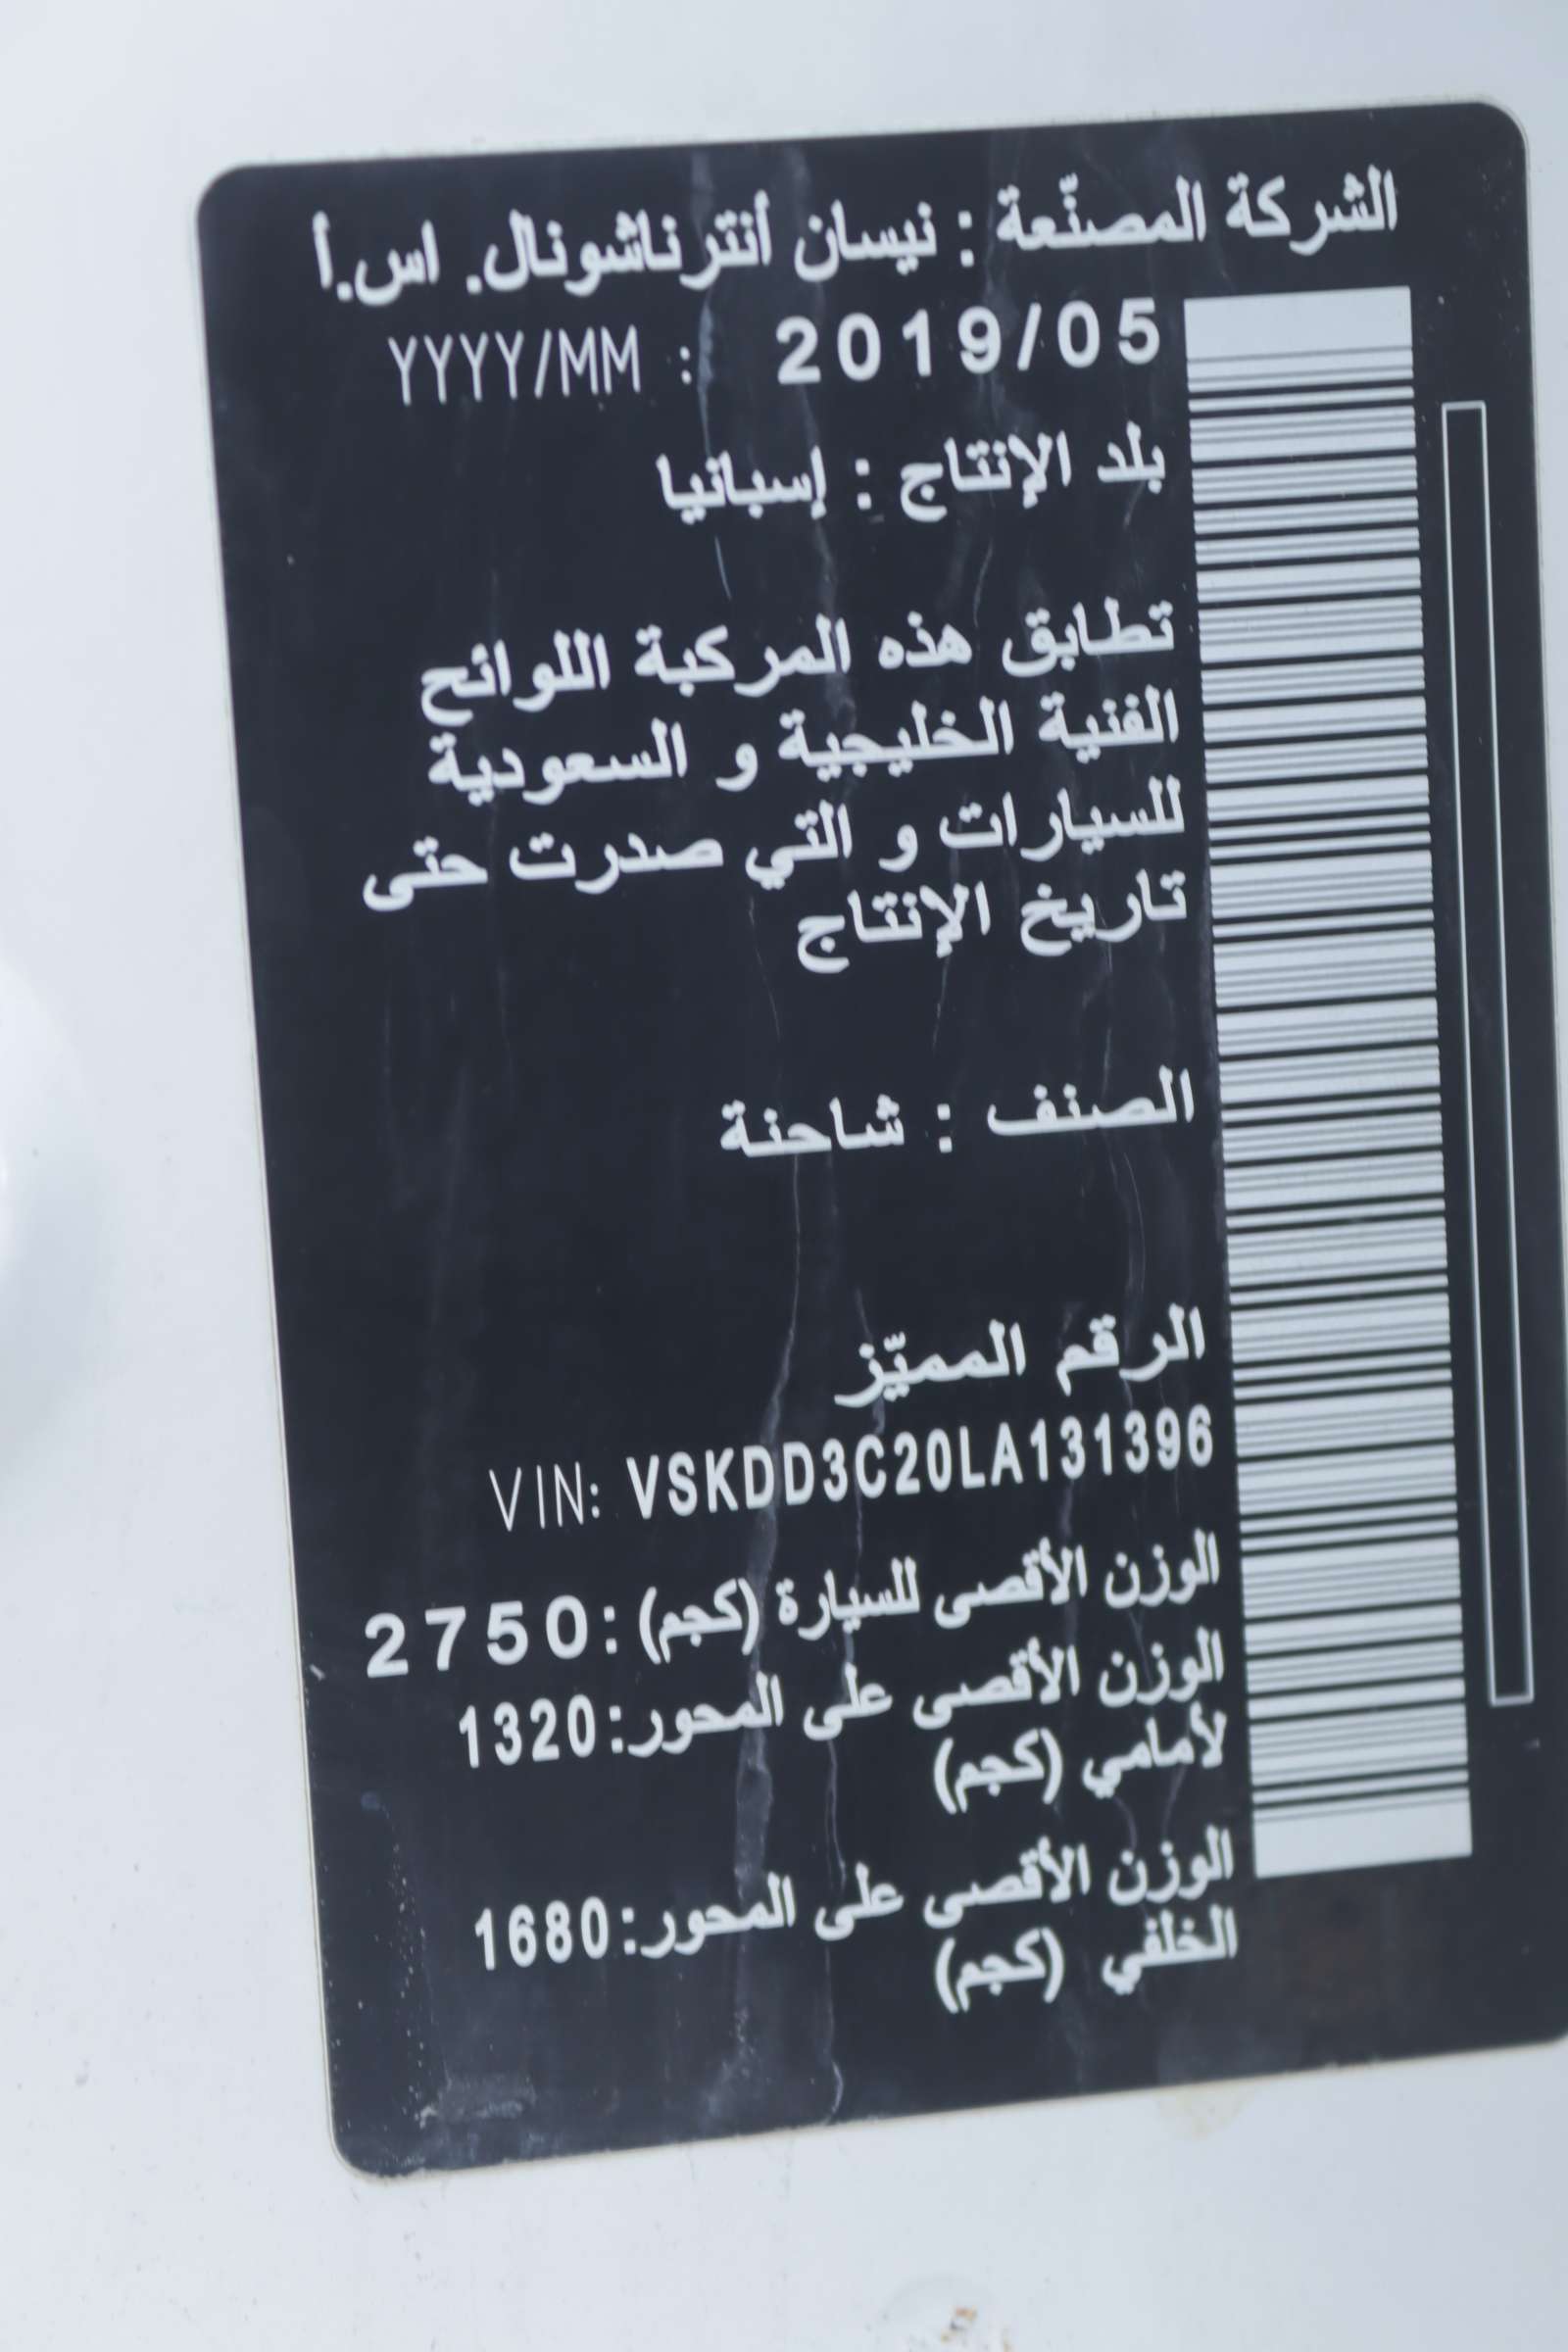 الشركة المصنّعة : نيسان أنترناشونال. اس.أ
YYYY/MM : 2019/05
بلد الإنتاج : إسبانيا
تطابق هذه المركبة اللوائح
الفنية الخليجية و السعودية
للسيارات و التي صدرت حتى
تاريخ الإنتاج
الصنف : شاحنة
الرقم المميّز
VIN: VSKDD3C20LA131396
الوزن الأقصى للسيارة (كجم) :2750
الوزن الأقصى على المحور:1320
لأمامي (كجم)
الوزن الأقصى على المحور:1680
الخلفي (كجم)